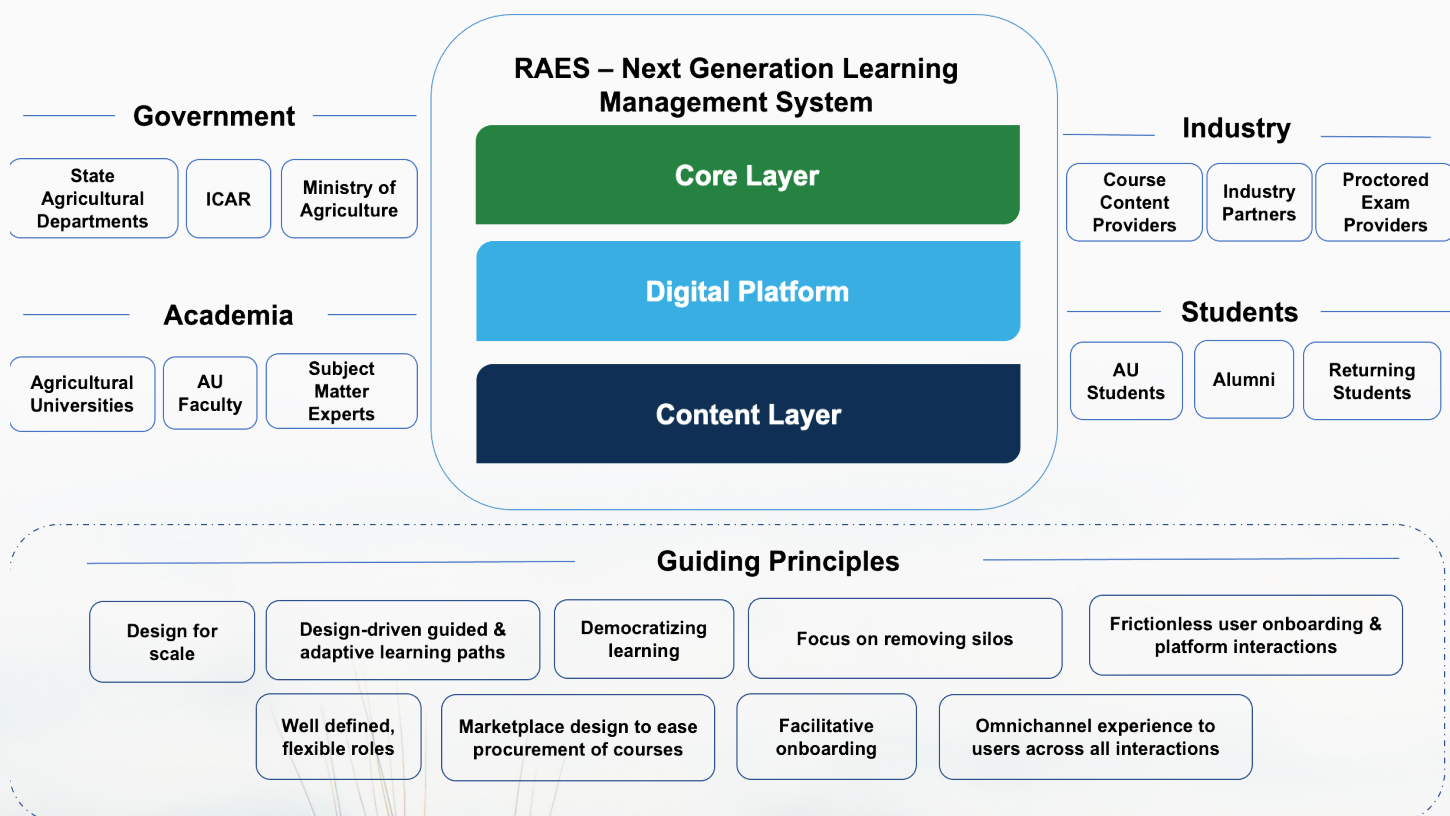 RAES – Next Generation Learning
Management System
Core Layer
Digital Platform
Content Layer
Government
State
Agricultural
Departments
ICAR
Ministry of
Agriculture
Academia
Agricultural
Universities
AU
Faculty
Subject
Matter
Experts
Industry
Course
Content
Providers
Industry
Partners
Proctored
Exam
Providers
Students
AU
Students
Alumni
Returning
Students
Guiding Principles
Design for
scale
Design-driven guided &
adaptive learning paths
Democratizing
learning
Focus on removing silos
Frictionless user onboarding &
platform interactions
Well defined,
flexible roles
Marketplace design to ease
procurement of courses
Facilitative
onboarding
Omnichannel experience to
users across all interactions